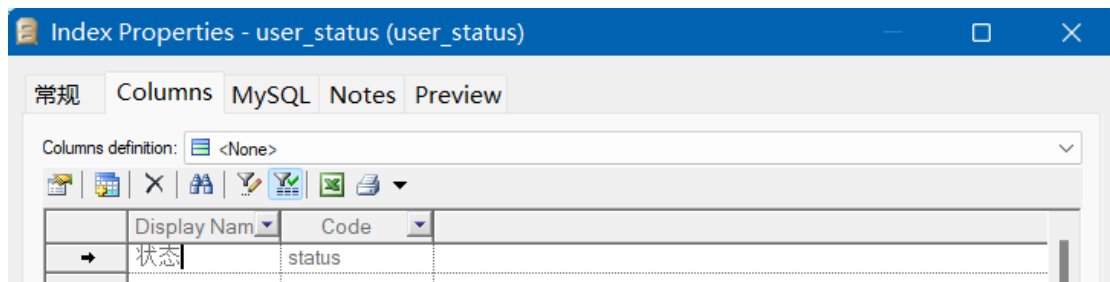 Index Properties - user_status (user_status)
常规 Columns MySQL Notes Preview
Columns definition: <None>
Display Nam Code
状态 status